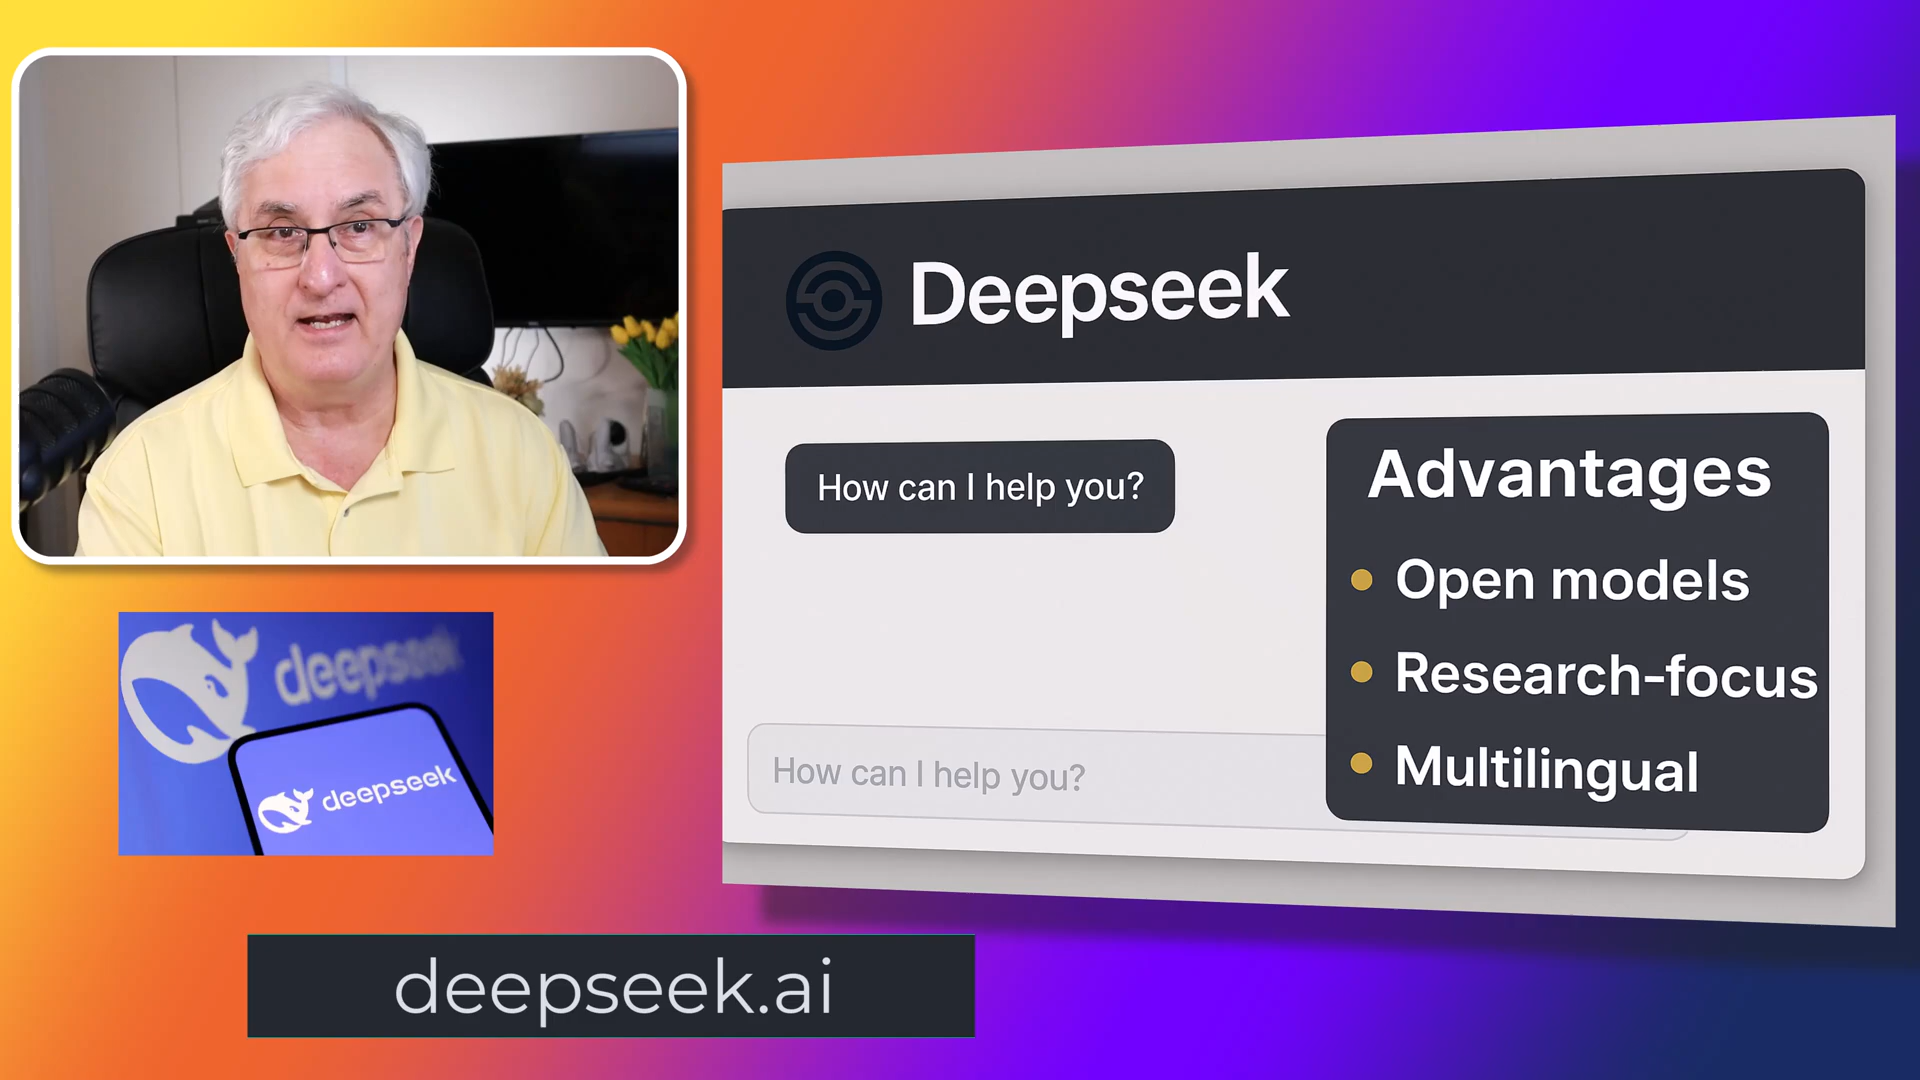 Deepseek
How can I help you?
Advantages
Open models
Research-focus
Multilingual
How can I help you?
deepseek
deepseek
deepseek.ai